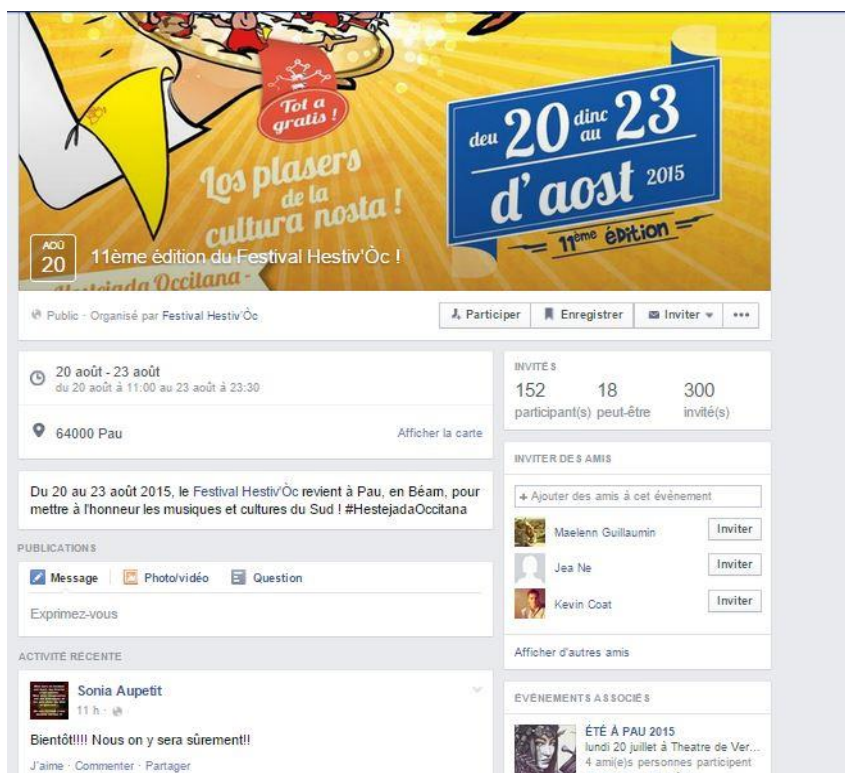 Tot a
gratis !
Los plasers
de la
cultura nosta !
deu 20 dinc au 23
d'aost 2015
11ème édition
AOÛ
20
11ème édition du Festival Hestiv'Òc !
Hestejada Occitana -
Public · Organisé par Festival Hestiv'Òc
Participer
Enregistrer
Inviter
20 août - 23 août
du 20 août à 11:00 au 23 août à 23:30
64000 Pau
Afficher la carte
Du 20 au 23 août 2015, le Festival Hestiv'Òc revient à Pau, en Béarn, pour
mettre à l'honneur les musiques et cultures du Sud ! #HestejadaOccitana
PUBLICATIONS
Message
Photo/vidéo
Question
Exprimez-vous
ACTIVITÉ RÉCENTE
Sonia Aupetit
11 h ·
Bientôt!!!! Nous on y sera sûrement!!
J'aime · Commenter · Partager
INVITÉS
152 18 300
participant(s) peut-être invité(s)
INVITER DES AMIS
+ Ajouter des amis à cet évènement
Maelenn Guillaumin Inviter
Jea Ne Inviter
Kevin Coat Inviter
Afficher d'autres amis
ÉVÉNEMENTS ASSOCIÉS
ÉTÉ À PAU 2015
lundi 20 juillet à Theatre de Ver...
4 ami(e)s personnes participent